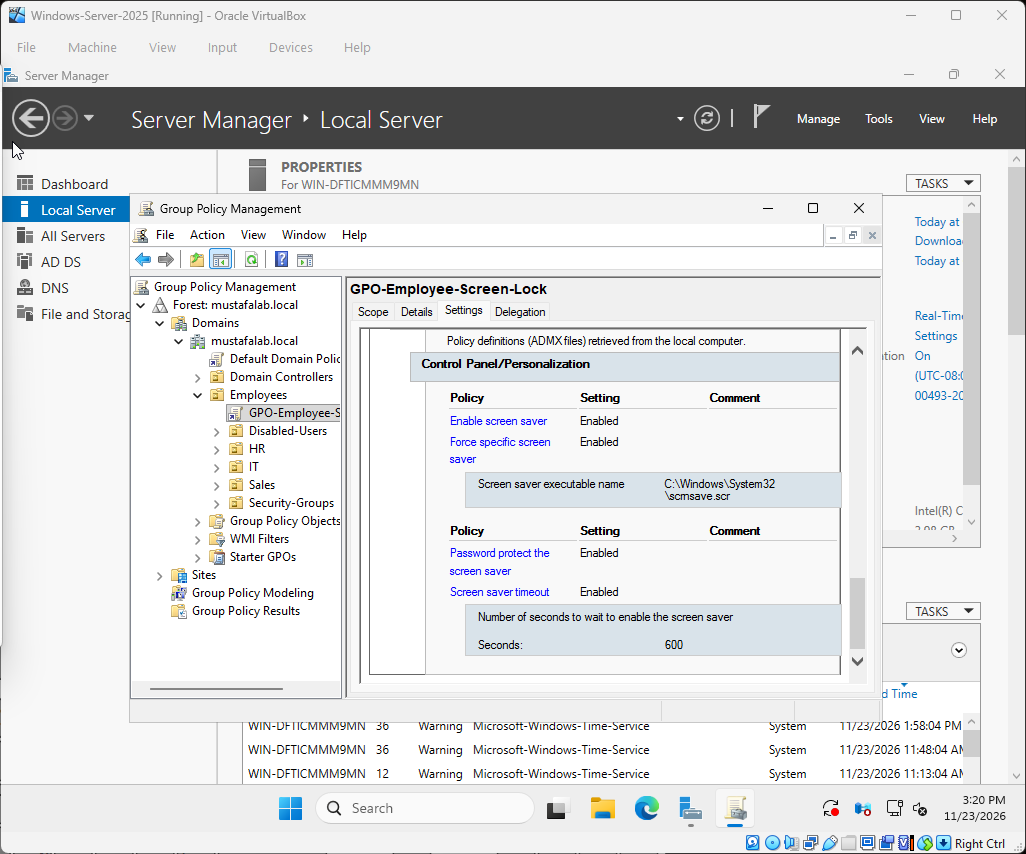 Windows-Server-2025 [Running] - Oracle VirtualBox
File Machine View Input Devices Help
Server Manager
Server Manager Local Server
Manage Tools View Help
Dashboard
Local Server
All Servers
AD DS
DNS
File and Storag
PROPERTIES
For WIN-DFTICMMM9MN
TASKS
Today at
Downloa
Today at
Real-Time
Settings
ation On
(UTC-08:0
00493-20
Intel(R) C
Group Policy Management
File Action View Window Help
Group Policy Management
Forest: mustafalab.local
Domains
mustafalab.local
Default Domain Polic
Domain Controllers
Employees
GPO-Employee-S
Disabled-Users
HR
IT
Sales
Security-Groups
Group Policy Objects
WMI Filters
Starter GPOs
Sites
Group Policy Modeling
Group Policy Results
GPO-Employee-Screen-Lock
Scope Details Settings Delegation
Policy definitions (ADMX files) retrieved from the local computer.
Control Panel/Personalization
Policy Setting Comment
Enable screen saver Enabled
Force specific screen Enabled
saver
Screen saver executable name C:\Windows\System32
\scrnsave.scr
Policy Setting Comment
Password protect the Enabled
screen saver
Screen saver timeout Enabled
Number of seconds to wait to enable the screen saver
Seconds: 600
TASKS
d Time
WIN-DFTICMMM9MN 36 Warning Microsoft-Windows-Time-Service System 11/23/2026 1:58:04 PM
WIN-DFTICMMM9MN 36 Warning Microsoft-Windows-Time-Service System 11/23/2026 11:48:04 AM
WIN-DFTICMMM9MN 12 Warning Microsoft-Windows-Time-Service System 11/23/2026 11:13:04 AM
Search
3:20 PM
11/23/2026
Right Ctrl